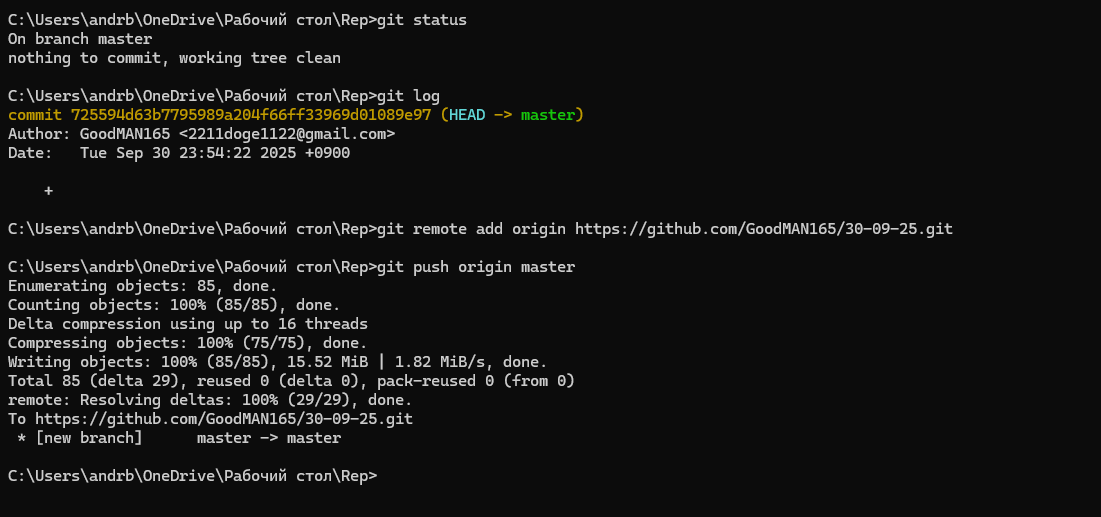 C:\Users\andrb\OneDrive\Рабочий стол\Rep>git status
On branch master
nothing to commit, working tree clean
C:\Users\andrb\OneDrive\Рабочий стол\Rep>git log
commit 725594d63b7795989a204f66ff33969d01089e97 (HEAD -> master)
Author: GoodMAN165 <2211doge1122@gmail.com>
Date:   Tue Sep 30 23:54:22 2025 +0900
    +
C:\Users\andrb\OneDrive\Рабочий стол\Rep>git remote add origin https://github.com/GoodMAN165/30-09-25.git
C:\Users\andrb\OneDrive\Рабочий стол\Rep>git push origin master
Enumerating objects: 85, done.
Counting objects: 100% (85/85), done.
Delta compression using up to 16 threads
Compressing objects: 100% (75/75), done.
Writing objects: 100% (85/85), 15.52 MiB | 1.82 MiB/s, done.
Total 85 (delta 29), reused 0 (delta 0), pack-reused 0 (from 0)
remote: Resolving deltas: 100% (29/29), done.
To https://github.com/GoodMAN165/30-09-25.git
 * [new branch]      master -> master
C:\Users\andrb\OneDrive\Рабочий стол\Rep>